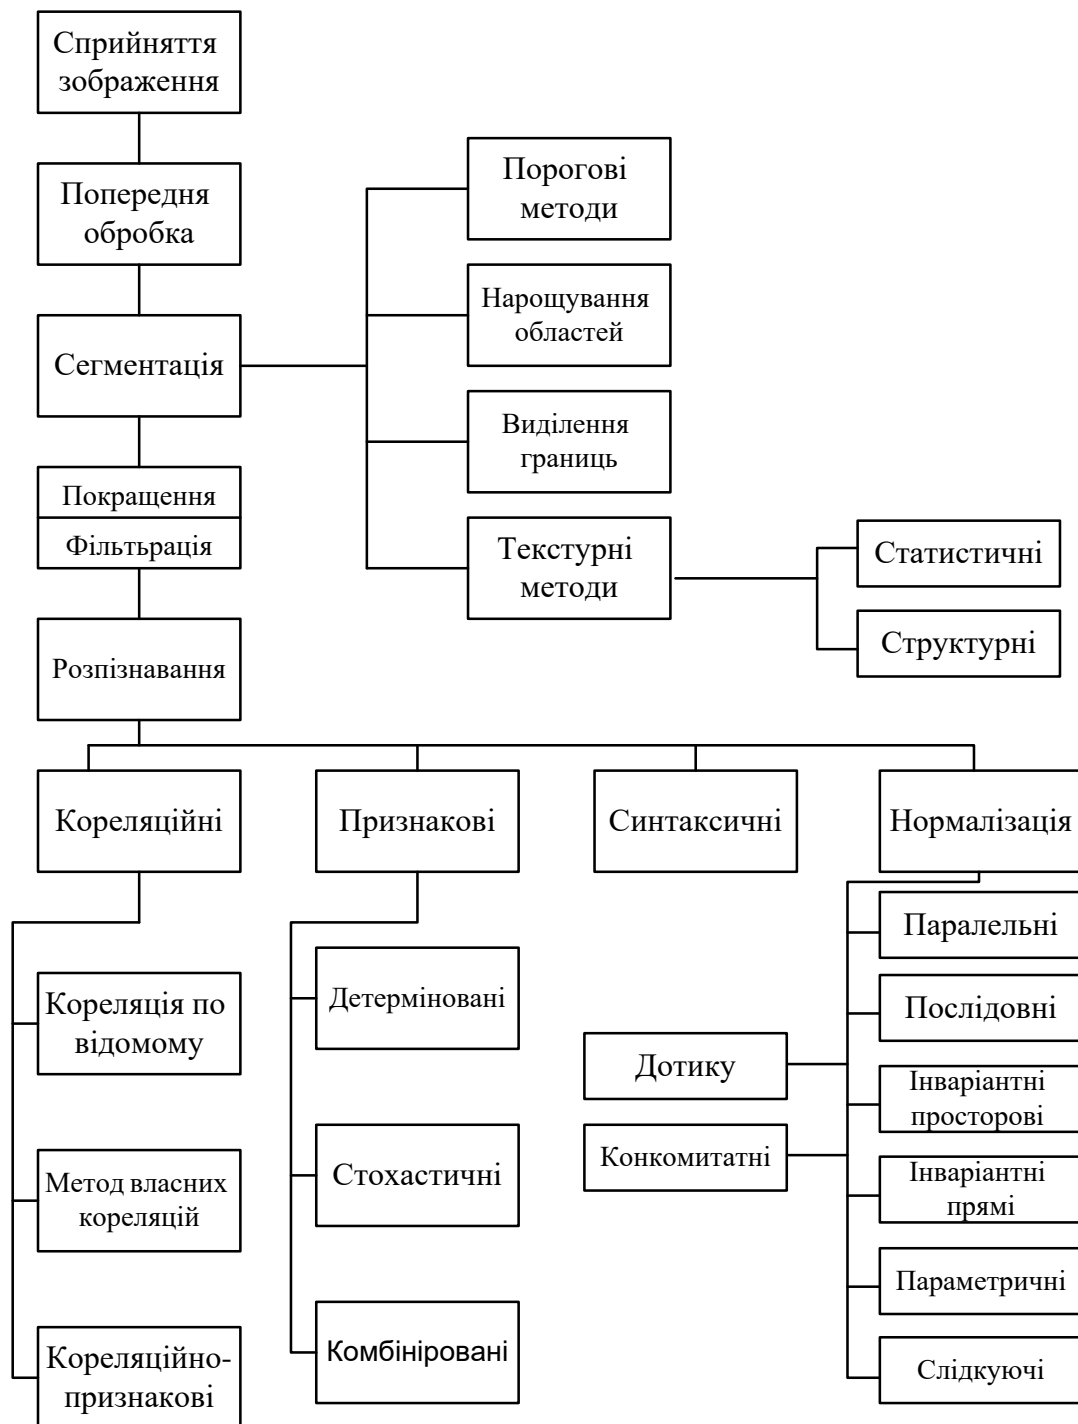 Сприйняття
зображення
Попередня
обробка
Сегментація
Покращення
Фільтьрація
Розпізнавання
Порогові
методи
Нарощування
областей
Виділення
границь
Текстурні
методи
Статистичні
Структурні
Кореляційні
Признакові
Синтаксичні
Нормалізація
Кореляція по
відомому
Метод власних
кореляцій
Кореляційно-
признакові
Детерміновані
Стохастичні
Комбініровані
Дотику
Конкомитатні
Паралельні
Послідовні
Інваріантні
просторові
Інваріантні
прямі
Параметричні
Слідкуючі